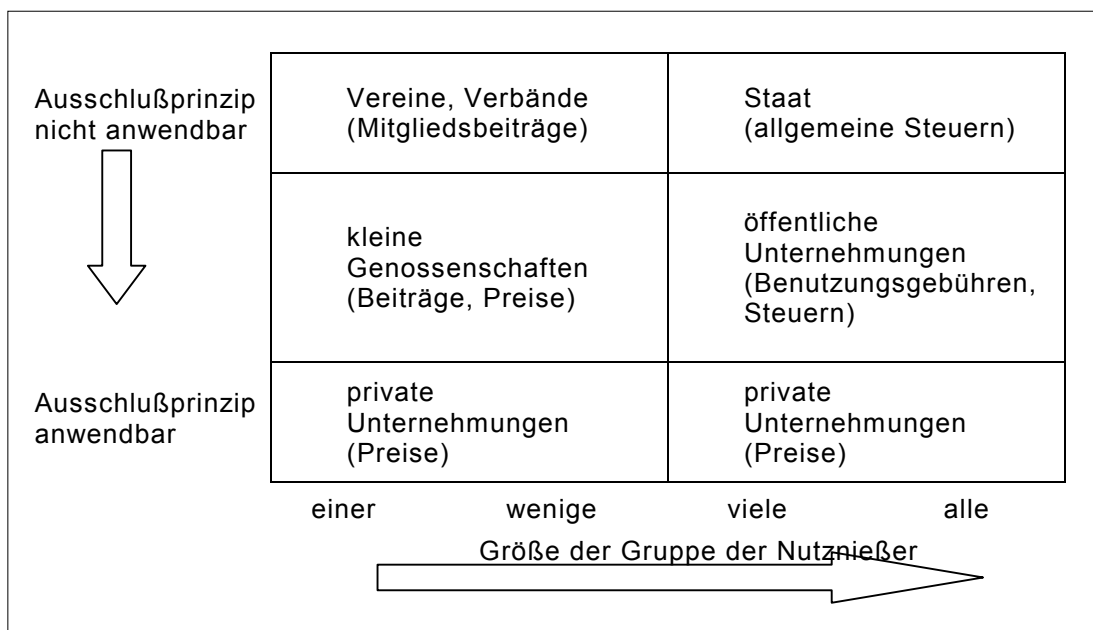 Ausschlußprinzip
nicht anwendbar
Vereine, Verbände
(Mitgliedsbeiträge)
Staat
(allgemeine Steuern)
kleine
Genossenschaften
(Beiträge, Preise)
öffentliche
Unternehmungen
(Benutzungsgebühren,
Steuern)
Ausschlußprinzip
anwendbar
private
Unternehmungen
(Preise)
private
Unternehmungen
(Preise)
einer wenige viele alle
Größe der Gruppe der Nutznießer